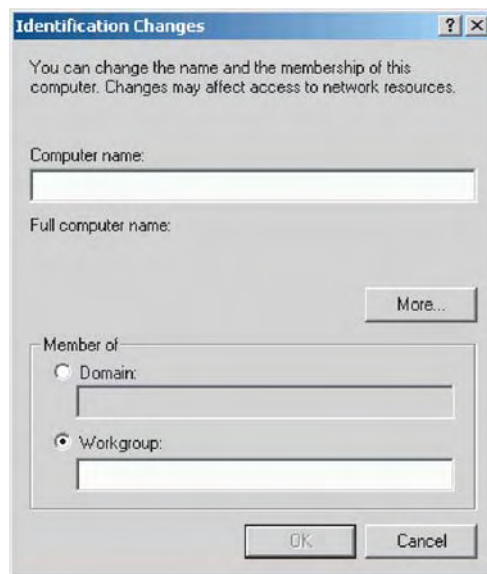 Identification Changes
You can change the name and the membership of this
computer. Changes may affect access to network resources.
Computer name:
Full computer name:
More...
Member of
Domain:
Workgroup:
OK
Cancel